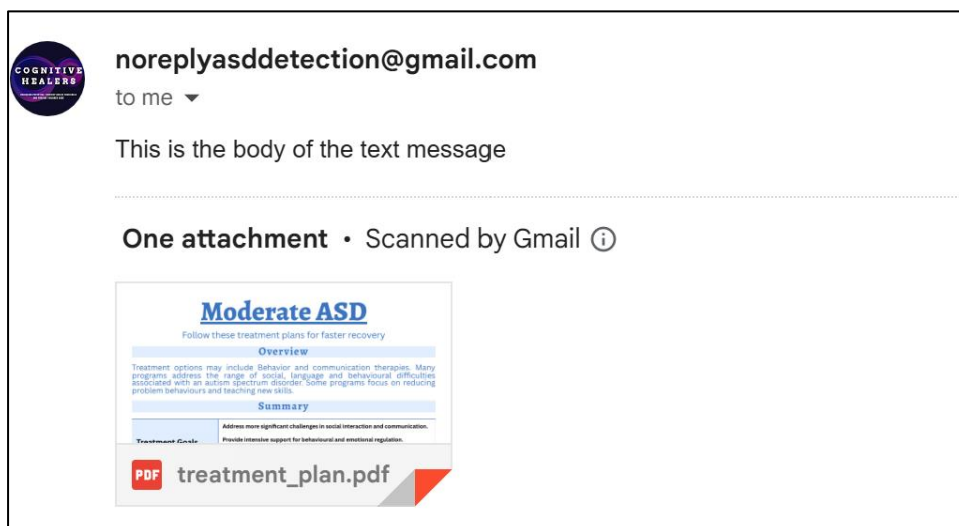 COGNITIVE
HEALERS
noreplyasddetection@gmail.com
to me
This is the body of the text message
One attachment • Scanned by Gmail
Moderate ASD
Follow these treatment plans for faster recovery
Overview
Treatment options may include Behavior and communication therapies. Many
programs address the range of social, language and behavioural difficulties
associated with an autism spectrum disorder. Some programs focus on reducing
problem behaviours and teaching new skills.
Summary
Address more significant challenges in social interaction and communication.
Treatment Goals
Provide intensive support for behavioural and emotional regulation.
PDF treatment_plan.pdf